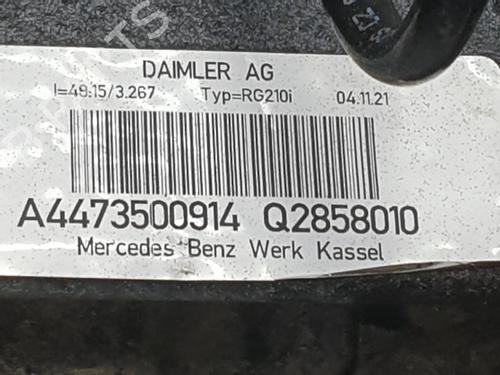 DAIMLER AG
I=49.15/3.267 Typ=RG210i 04.11.21
A4473500914 Q2858010
Mercedes Benz Werk Kassel